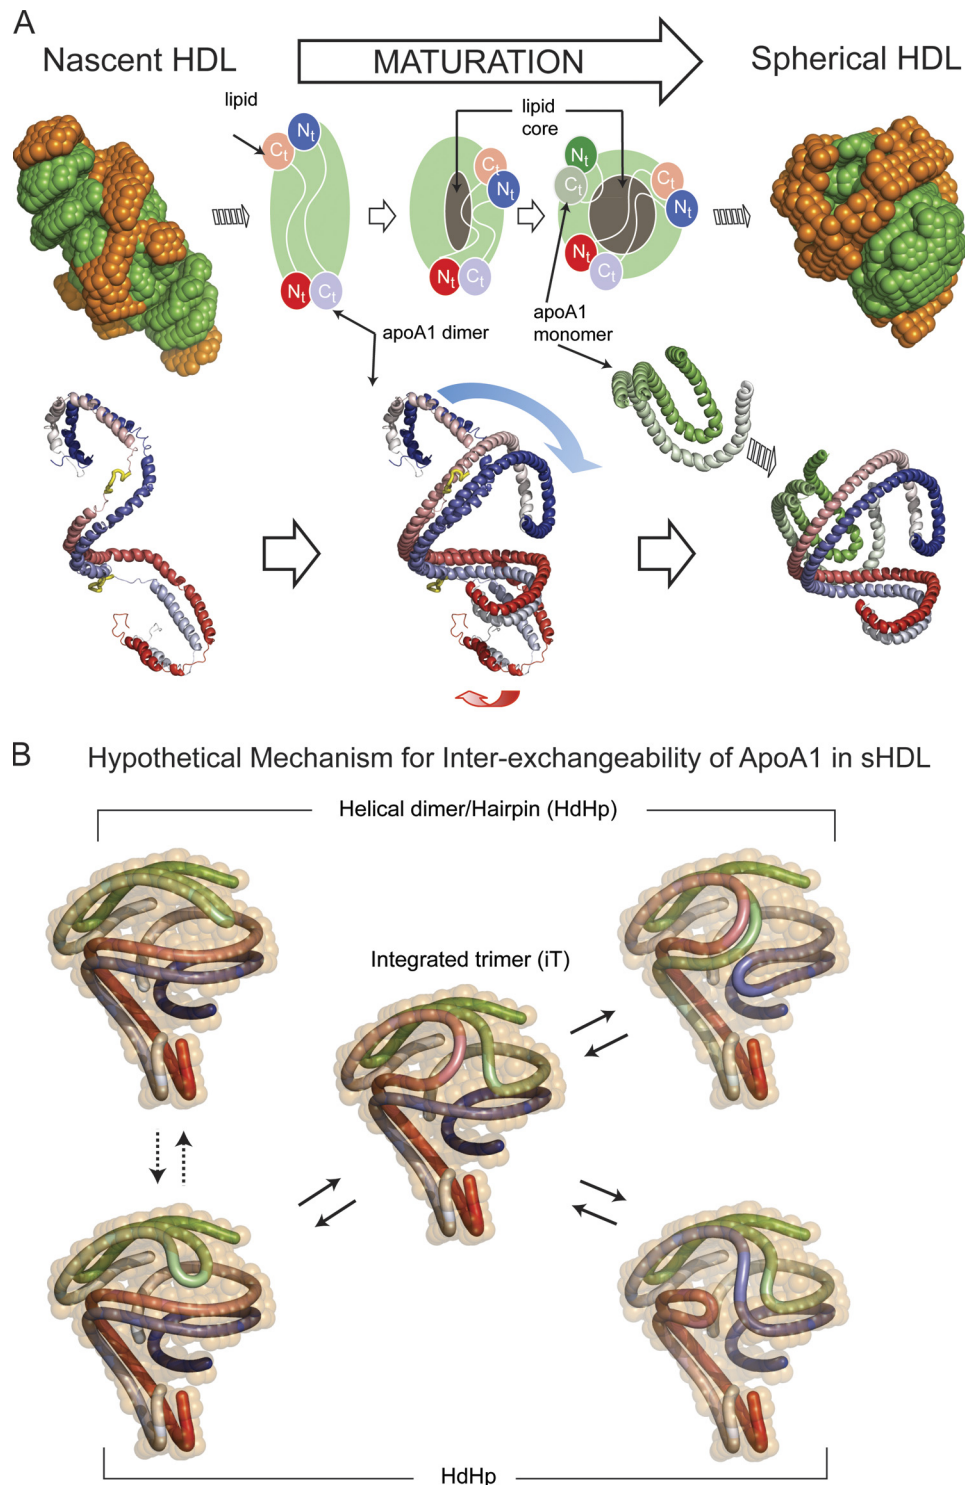 A
Nascent HDL
MATURATION
Spherical HDL
lipid
lipid
core
Nt
Ct
Nt
Ct
Ct
Nt
Nt
Ct
Nt
Ct
Ct
Nt
Nt
Ct
apoA1 dimer
apoA1
monomer
B
Hypothetical Mechanism for Inter-exchangeability of ApoA1 in sHDL
Helical dimer/Hairpin (HdHp)
Integrated trimer (iT)
HdHp